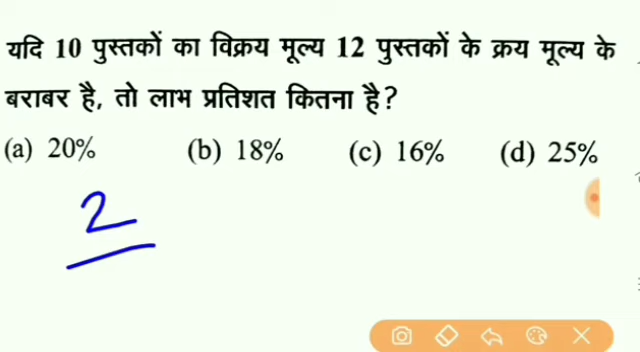 यदि 10 पुस्तकों का विक्रय मूल्य 12 पुस्तकों के क्रय मूल्य के
बराबर है, तो लाभ प्रतिशत कितना है?
(a) 20% (b) 18% (c) 16% (d) 25%
2